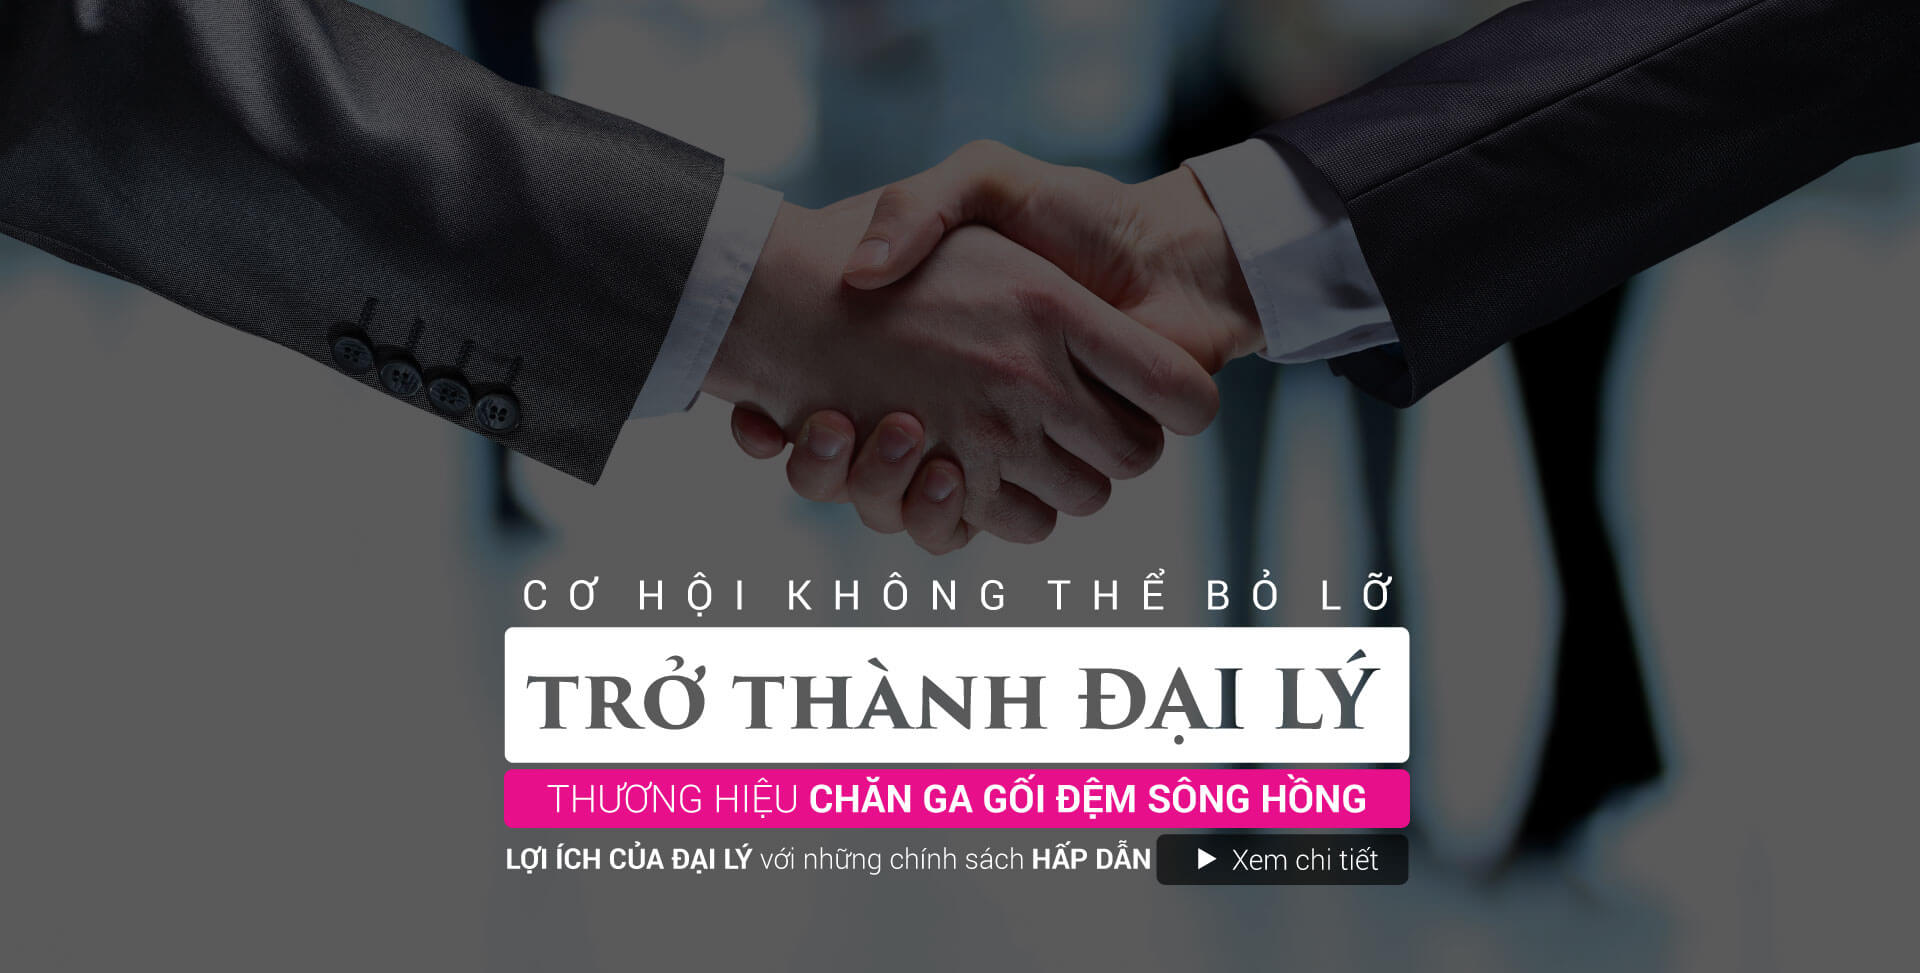 CƠ HỘI KHÔNG THỂ BỎ LỠ
TRỞ THÀNH ĐẠI LÝ
THƯƠNG HIỆU CHĂN GA GỐI ĐỆM SÔNG HỒNG
LỢI ÍCH CỦA ĐẠI LÝ với những chính sách HẤP DẪN ▶ Xem chi tiết